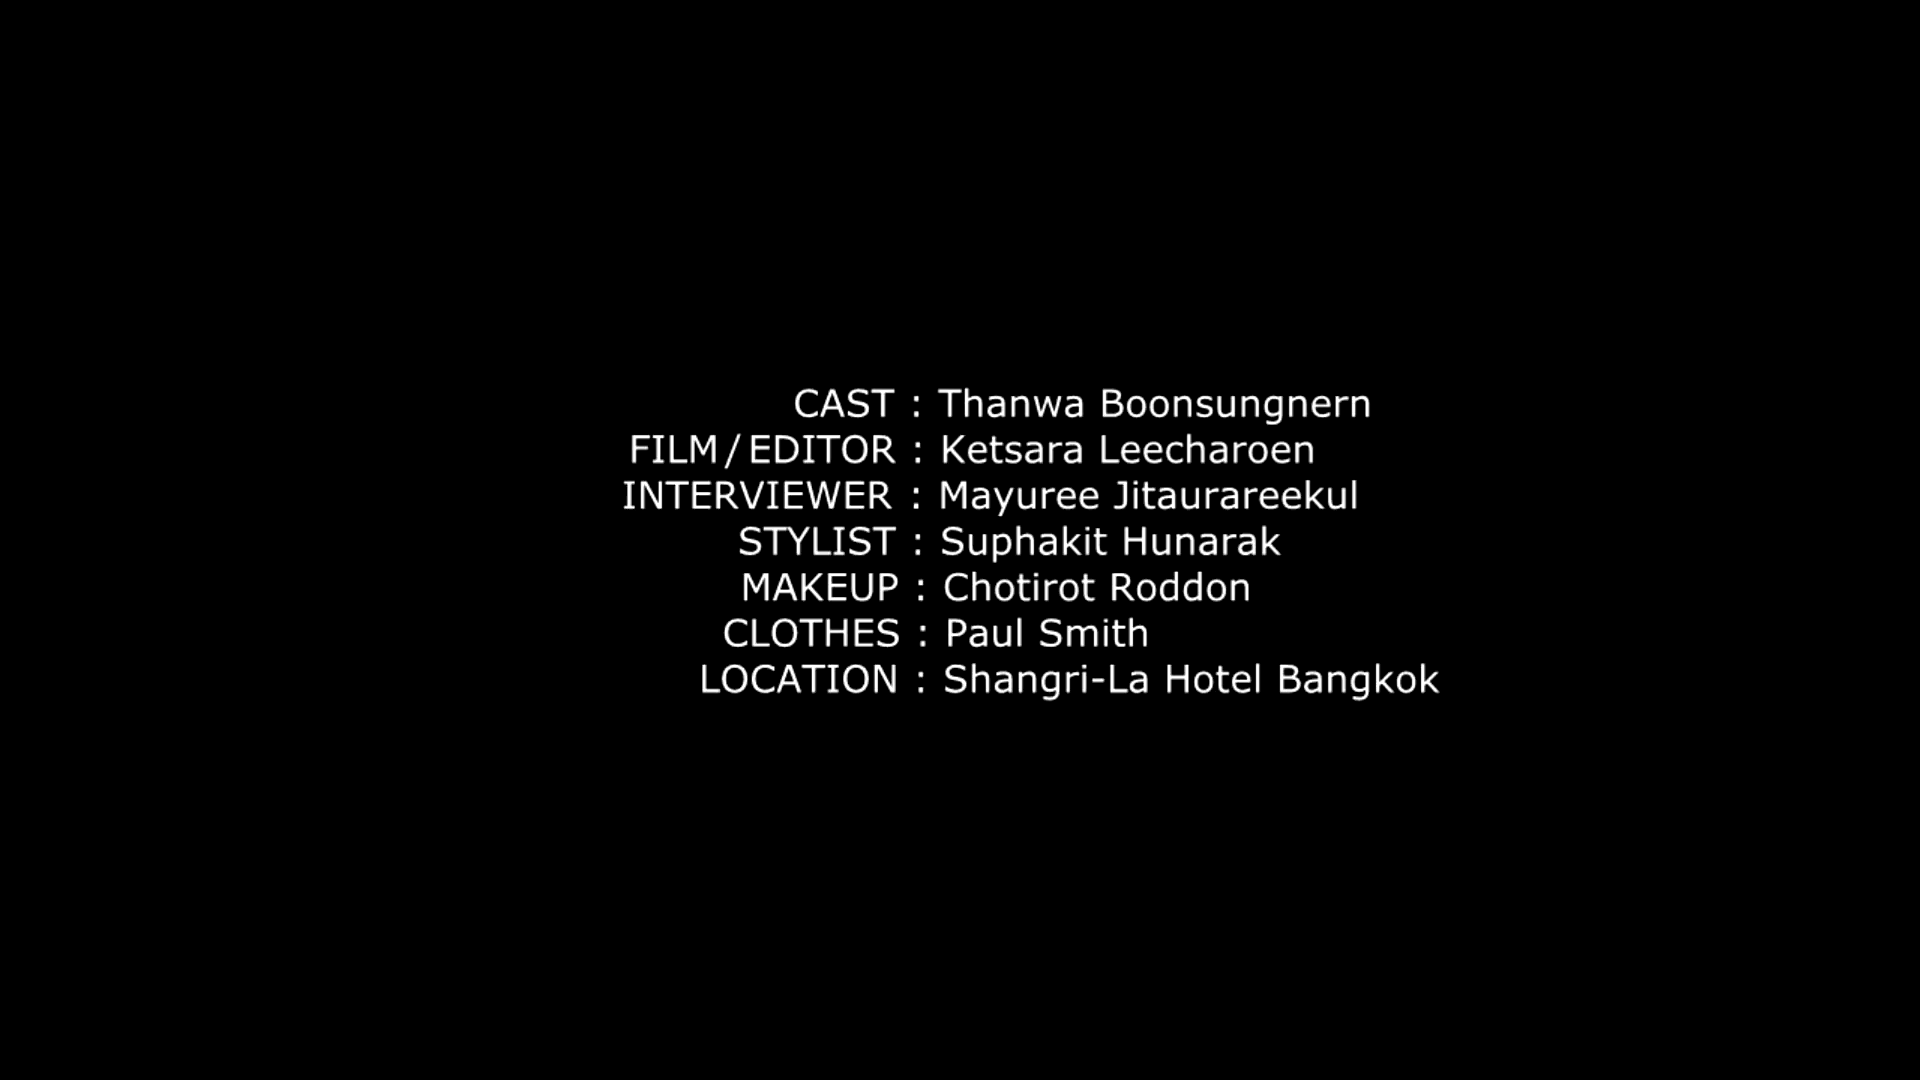 CAST : Thanwa Boonsungnern
FILM/EDITOR : Ketsara Leecharoen
INTERVIEWER : Mayuree Jitaurareekul
STYLIST : Suphakit Hunarak
MAKEUP : Chotirot Roddon
CLOTHES : Paul Smith
LOCATION : Shangri-La Hotel Bangkok